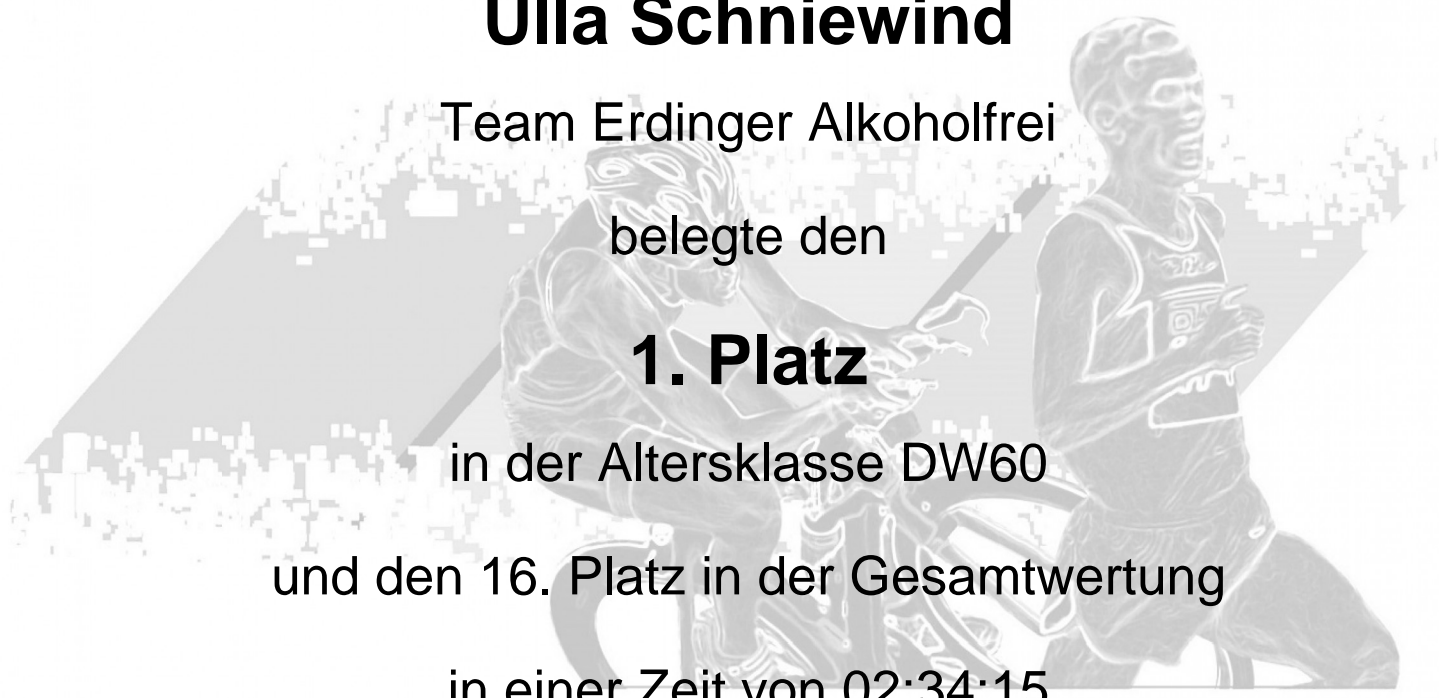 Ulla Schniewind
Team Erdinger Alkoholfrei
belegte den
1. Platz
in der Altersklasse DW60
und den 16. Platz in der Gesamtwertung
in einer Zeit von 02:34:15